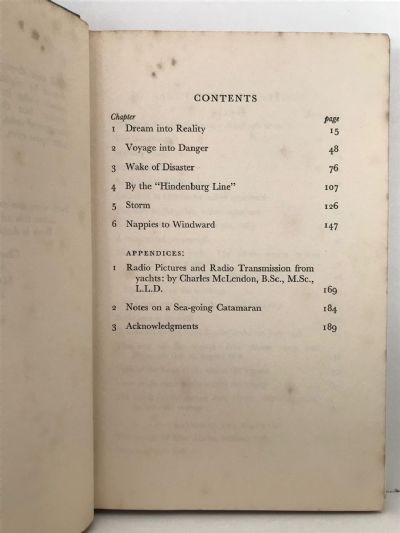 CONTENTS
Chapter page
1 Dream into Reality 15
2 Voyage into Danger 48
3 Wake of Disaster 76
4 By the "Hindenburg Line" 107
5 Storm 126
6 Nappies to Windward 147
APPENDICES:
1 Radio Pictures and Radio Transmission from
yachts: by Charles McLendon, B.Sc., M.Sc.,
L.L.D. 169
2 Notes on a Sea-going Catamaran 184
3 Acknowledgments 189